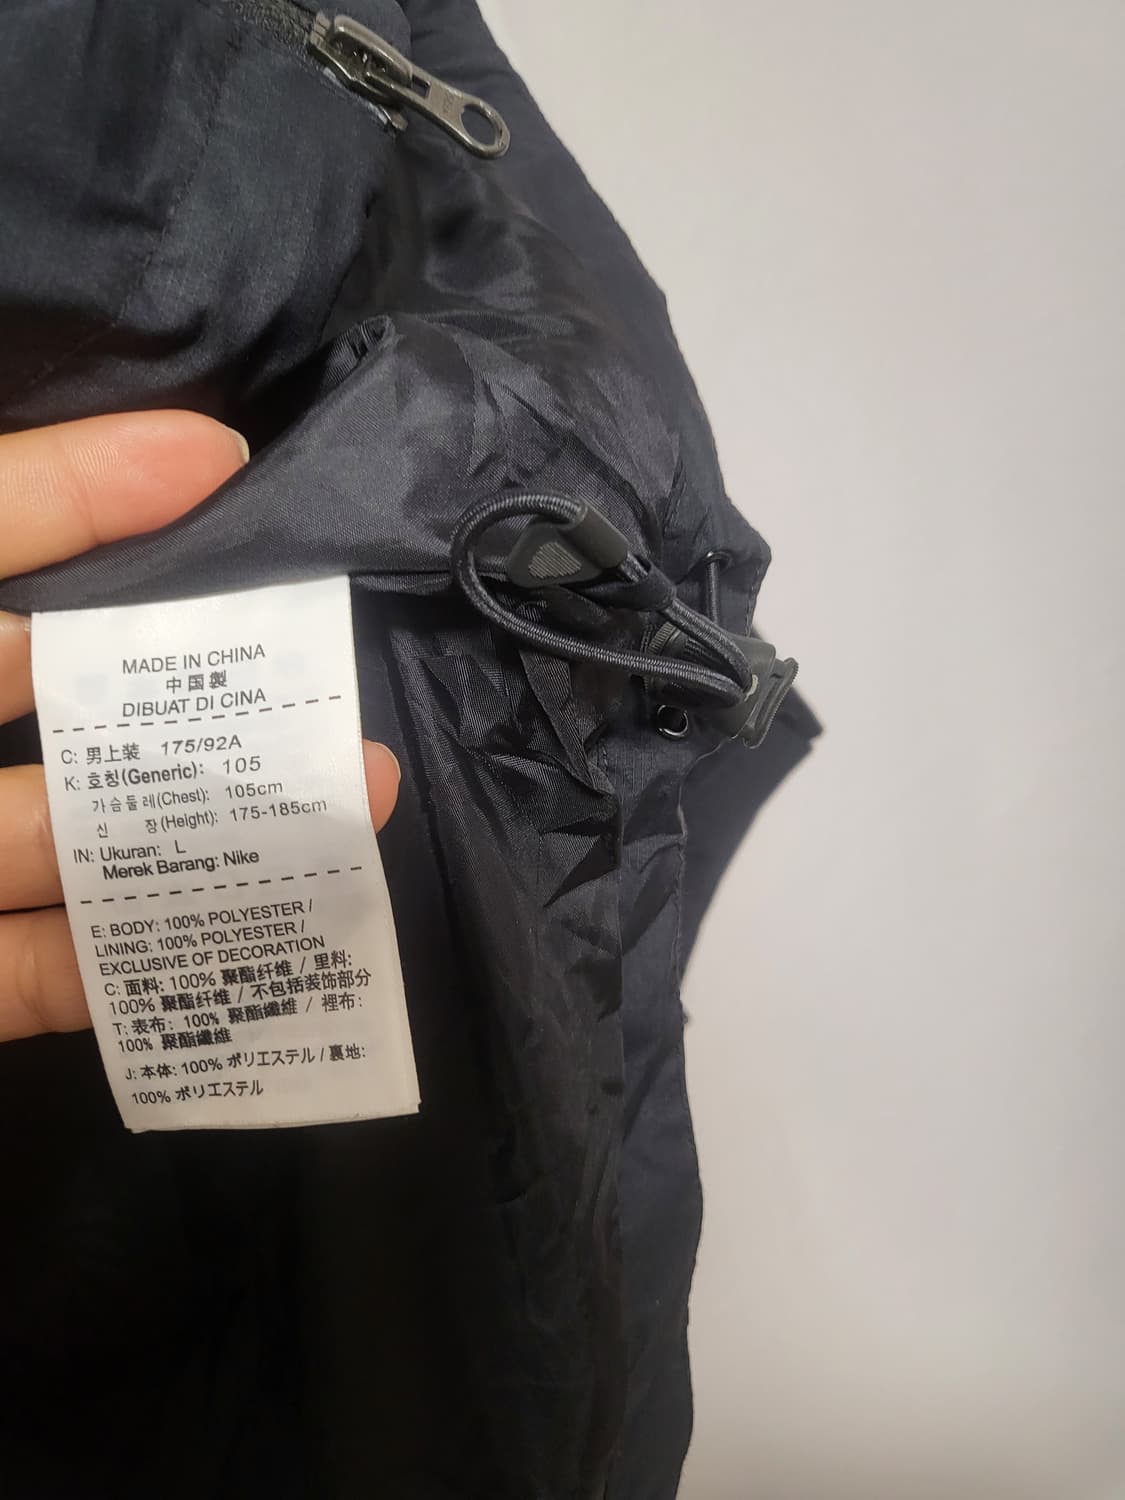 MADE IN CHINA
中国製
DIBUAT DI CINA
C: 男上装 175/92A
K: 호칭(Generic): 105
가슴둘레(Chest): 105cm
신 장(Height): 175-185cm
IN: Ukuran: L
Merek Barang: Nike
E: BODY: 100% POLYESTER /
LINING: 100% POLYESTER /
EXCLUSIVE OF DECORATION
C: 面料: 100% 聚酯纤维 / 里料:
100% 聚酯纤维 / 不包括装饰部分
T: 表布: 100% 聚酯纖維 / 裡布:
100% 聚酯纖維
J: 本体: 100% ポリエステル / 裏地:
100% ポリエステル